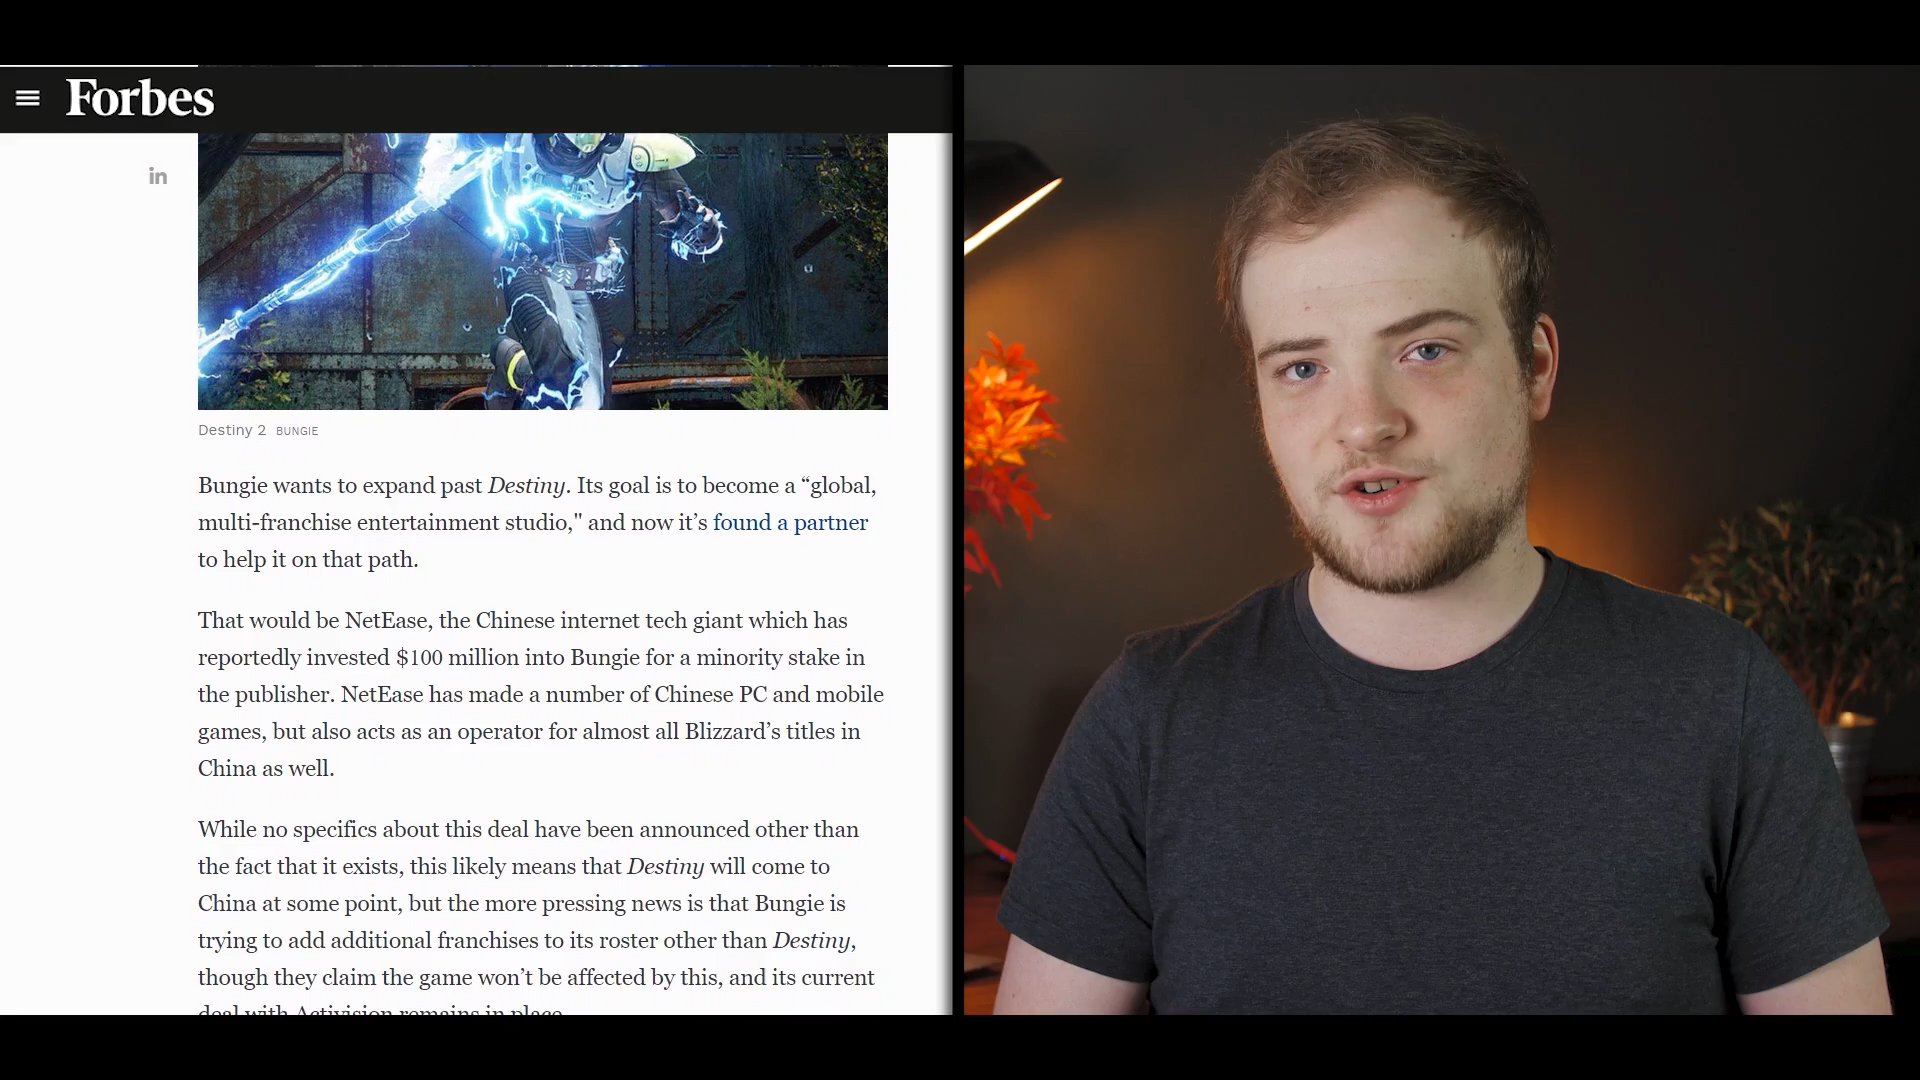 Forbes
in
Destiny 2 BUNGIE
Bungie wants to expand past Destiny. Its goal is to become a “global,
multi-franchise entertainment studio," and now it’s found a partner
to help it on that path.
That would be NetEase, the Chinese internet tech giant which has
reportedly invested $100 million into Bungie for a minority stake in
the publisher. NetEase has made a number of Chinese PC and mobile
games, but also acts as an operator for almost all Blizzard’s titles in
China as well.
While no specifics about this deal have been announced other than
the fact that it exists, this likely means that Destiny will come to
China at some point, but the more pressing news is that Bungie is
trying to add additional franchises to its roster other than Destiny,
though they claim the game won’t be affected by this, and its current
deal with Activision remains in place